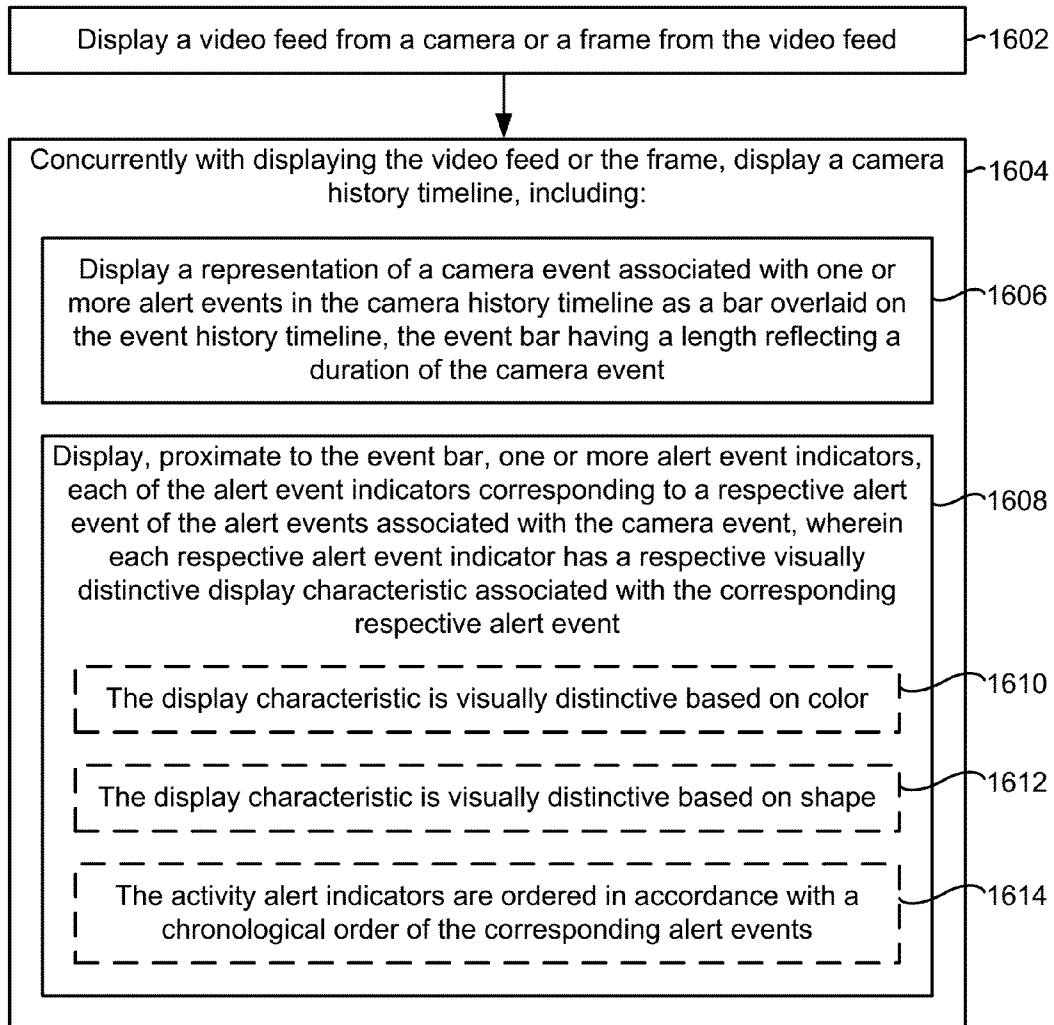 Display a video feed from a camera or a frame from the video feed
1602
Concurrently with displaying the video feed or the frame, display a camera
history timeline, including:
1604
Display a representation of a camera event associated with one or
more alert events in the camera history timeline as a bar overlaid on
the event history timeline, the event bar having a length reflecting a
duration of the camera event
1606
Display, proximate to the event bar, one or more alert event indicators,
each of the alert event indicators corresponding to a respective alert
event of the alert events associated with the camera event, wherein
each respective alert event indicator has a respective visually
distinctive display characteristic associated with the corresponding
respective alert event
1608
The display characteristic is visually distinctive based on color
1610
The display characteristic is visually distinctive based on shape
1612
The activity alert indicators are ordered in accordance with a
chronological order of the corresponding alert events
1614